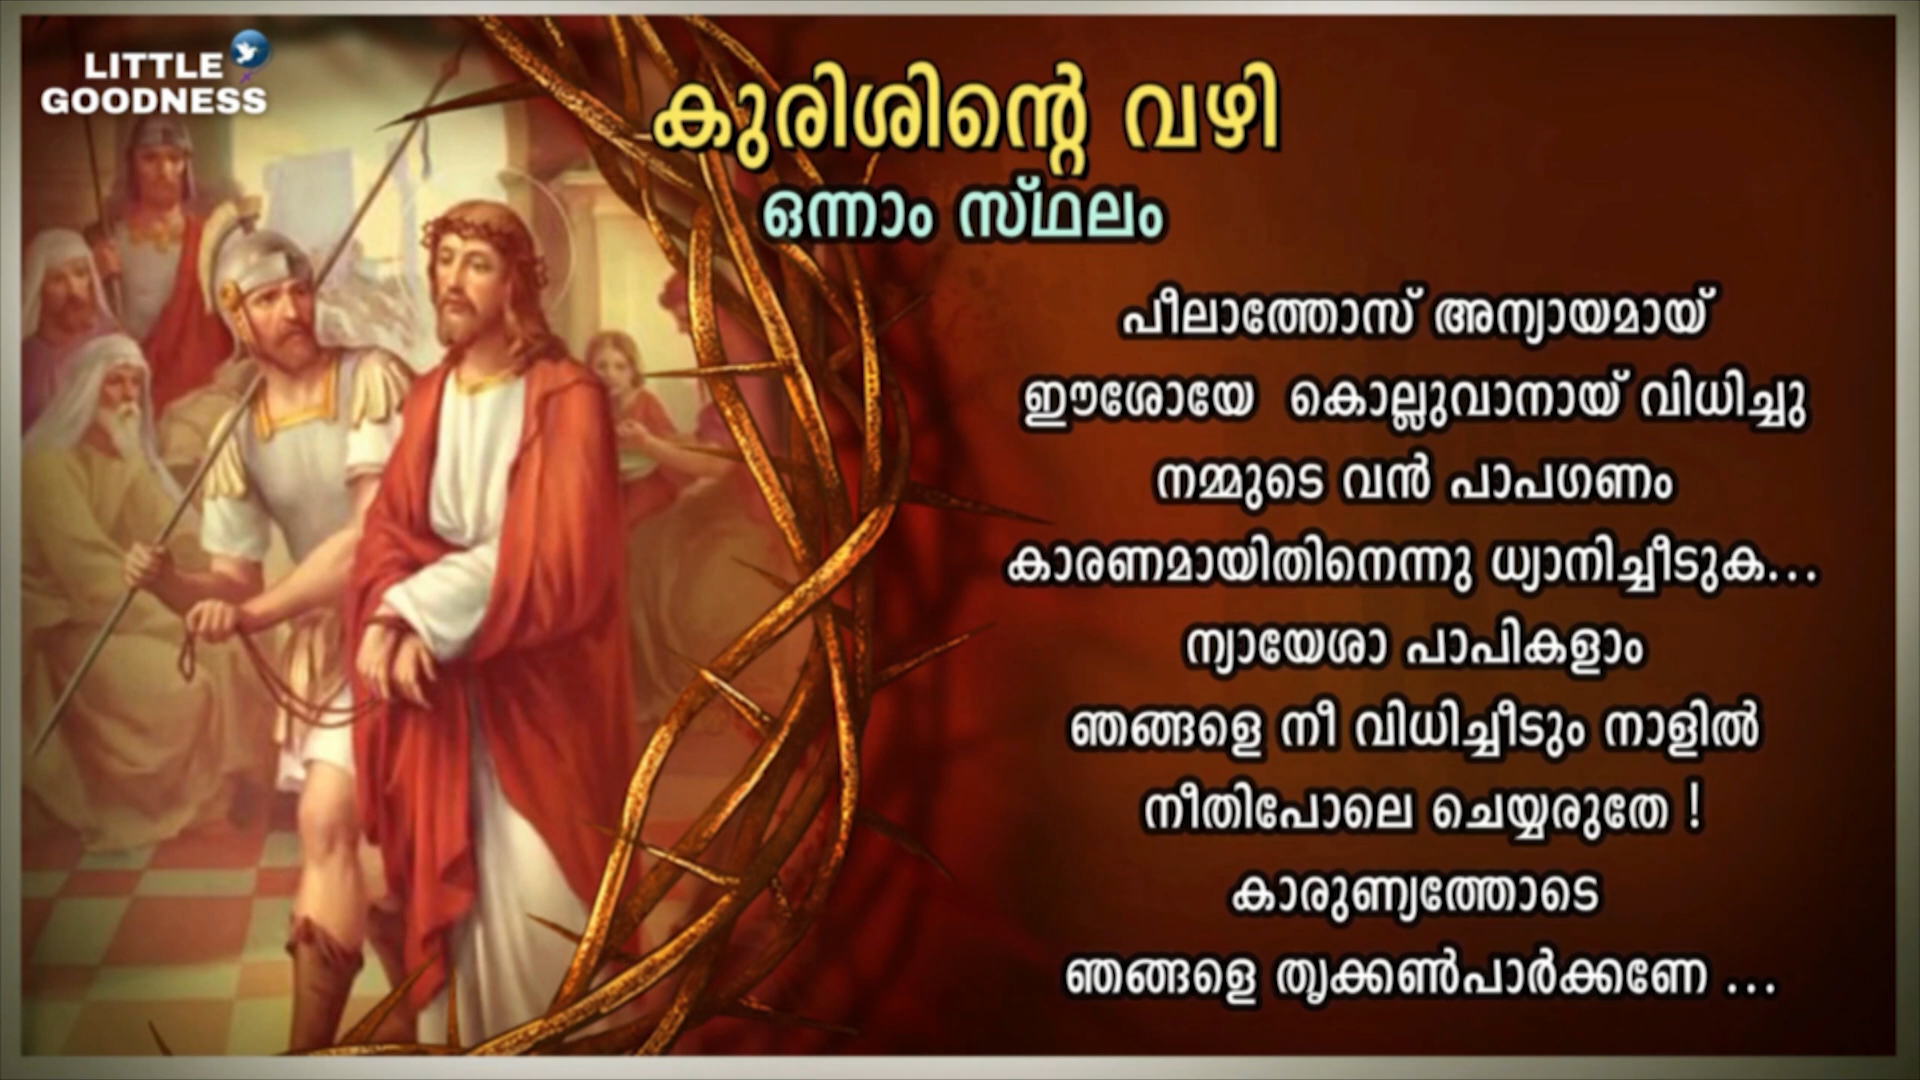 LITTLE
GOODNESS
കുരിശിന്റെ വഴി
ഒന്നാം സ്ഥലം
പീലാത്തോസ് അന്യായമായ്
ഈശോയേ കൊല്ലുവാനായ് വിധിച്ചു
നമ്മുടെ വൻ പാപഗണം
കാരണമായിതിനെന്നു ധ്യാനിച്ചീടുക...
ന്യായേശാ പാപികളാം
ഞങ്ങളെ നീ വിധിച്ചീടും നാളിൽ
നീതിപോലെ ചെയ്യരുതേ !
കാരുണ്യത്തോടെ
ഞങ്ങളെ തൃക്കൺപാർക്കണേ ...